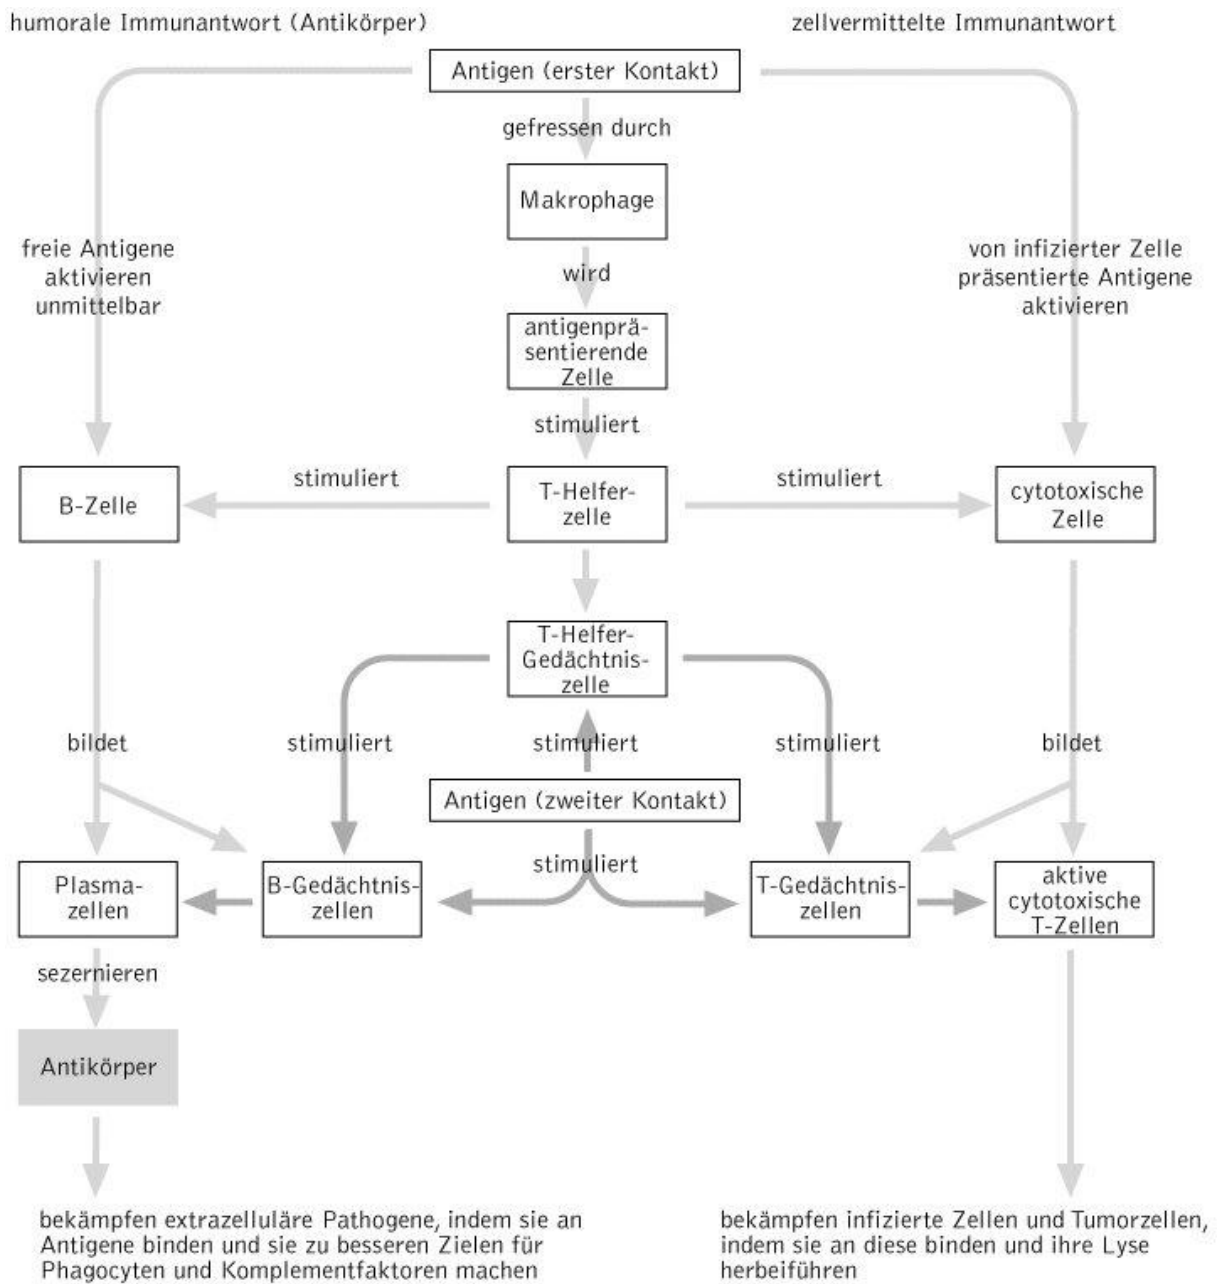 humorale Immunantwort (Antikörper)
zellvermittelte Immunantwort
Antigen (erster Kontakt)
gefressen durch
Makrophage
freie Antigene
aktivieren
unmittelbar
wird
von infizierter Zelle
präsentierte Antigene
aktivieren
antigenprä-
sentierende
Zelle
stimuliert
B-Zelle
stimuliert
T-Helfer-
zelle
stimuliert
cytotoxische
Zelle
T-Helfer-
Gedächtnis-
zelle
bildet
stimuliert
stimuliert
stimuliert
bildet
Antigen (zweiter Kontakt)
stimuliert
Plasma-
zellen
B-Gedächtnis-
zellen
T-Gedächtnis-
zellen
aktive
cytotoxische
T-Zellen
sezernieren
Antikörper
bekämpfen extrazelluläre Pathogene, indem sie an
Antigene binden und sie zu besseren Zielen für
Phagocyten und Komplementfaktoren machen
bekämpfen infizierte Zellen und Tumorzellen,
indem sie an diese binden und ihre Lyse
herbeiführen